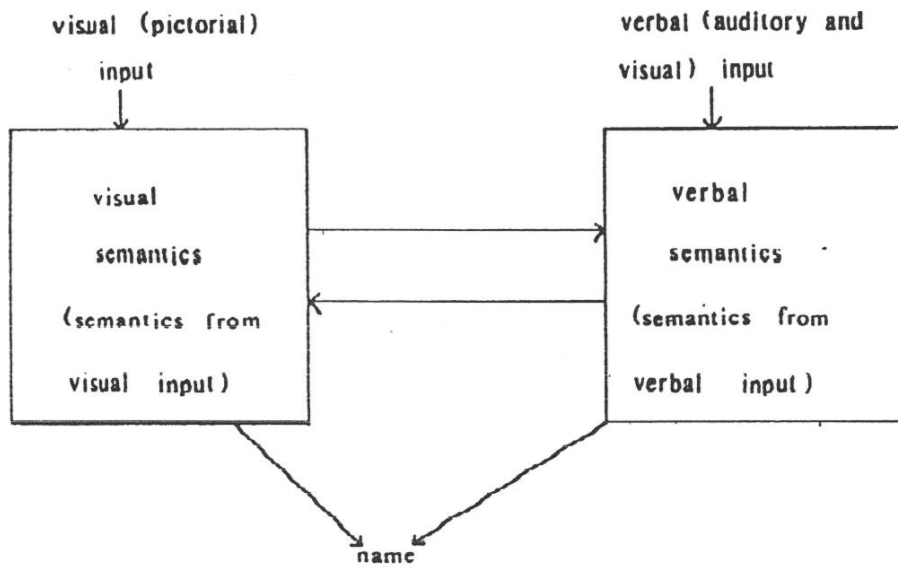 visual (pictorial)
input
verbal (auditory and
visual) input
visual
semantics
(semantics from
visual input)
verbal
semantics
(semantics from
verbal input)
name